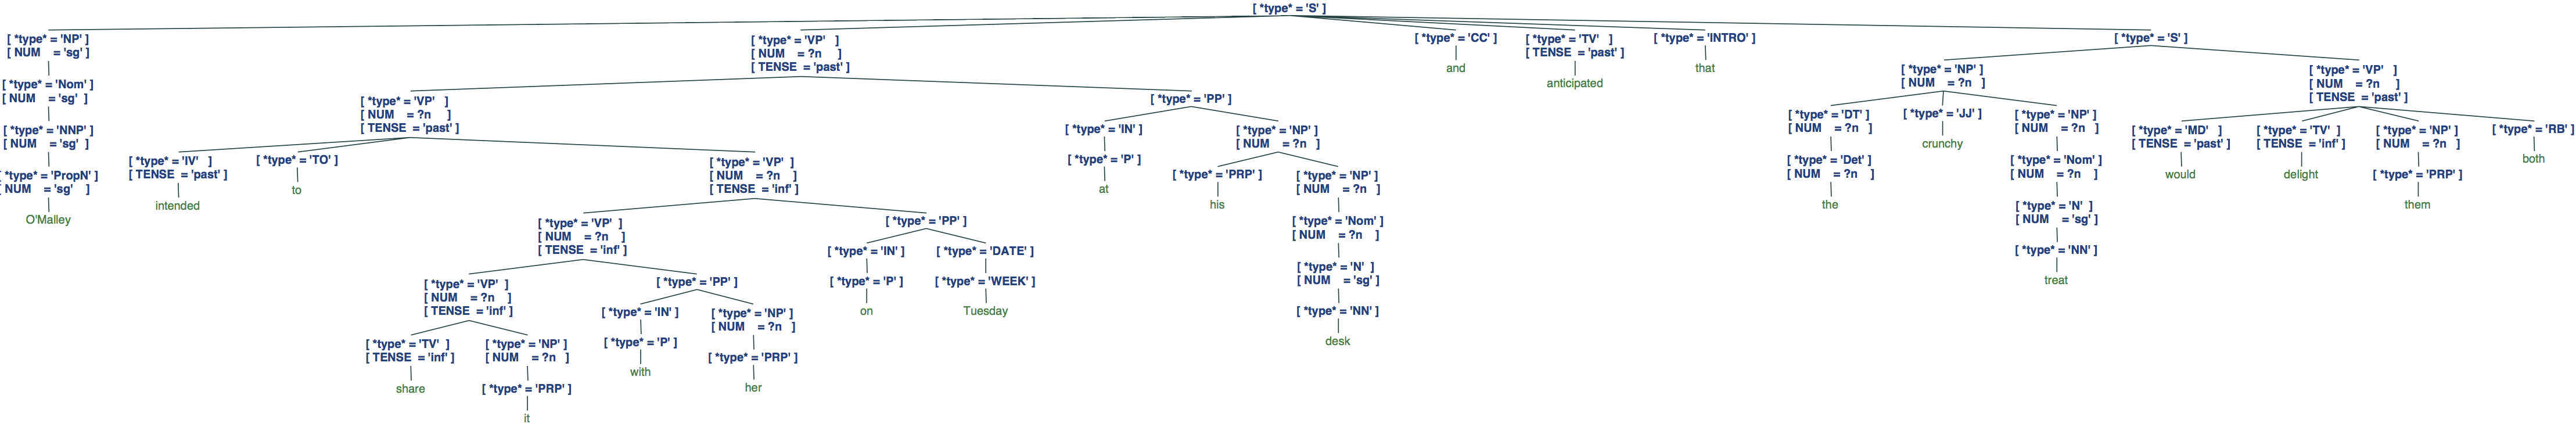 [ *type* = 'S' ]
[ *type* = 'NP' ]
[ NUM = 'sg' ]
[ *type* = 'Nom' ]
[ NUM = 'sg' ]
[ *type* = 'NNP' ]
[ NUM = 'sg' ]
*type* = 'PropN' ]
NUM = 'sg' ]
O'Malley
[ *type* = 'VP' ]
[ NUM = ?n ]
[ TENSE = 'past' ]
[ *type* = 'VP' ]
[ NUM = ?n ]
[ TENSE = 'past' ]
[ *type* = 'IV' ]
[ TENSE = 'past' ]
intended
[ *type* = 'TO' ]
to
[ *type* = 'VP' ]
[ NUM = ?n ]
[ TENSE = 'inf' ]
[ *type* = 'VP' ]
[ NUM = ?n ]
[ TENSE = 'inf' ]
[ *type* = 'VP' ]
[ NUM = ?n ]
[ TENSE = 'inf' ]
[ *type* = 'TV' ]
[ TENSE = 'inf' ]
share
[ *type* = 'NP' ]
[ NUM = ?n ]
[ *type* = 'PRP' ]
it
[ *type* = 'PP' ]
[ *type* = 'IN' ]
[ *type* = 'P' ]
with
[ *type* = 'NP' ]
[ NUM = ?n ]
[ *type* = 'PRP' ]
her
[ *type* = 'PP' ]
[ *type* = 'IN' ]
[ *type* = 'P' ]
on
[ *type* = 'DATE' ]
[ *type* = 'WEEK' ]
Tuesday
[ *type* = 'PP' ]
[ *type* = 'IN' ]
[ *type* = 'P' ]
at
[ *type* = 'NP' ]
[ NUM = ?n ]
[ *type* = 'PRP' ]
his
[ *type* = 'NP' ]
[ NUM = ?n ]
[ *type* = 'Nom' ]
[ NUM = ?n ]
[ *type* = 'N' ]
[ NUM = 'sg' ]
[ *type* = 'NN' ]
desk
[ *type* = 'CC' ]
and
[ *type* = 'TV' ]
[ TENSE = 'past' ]
anticipated
[ *type* = 'INTRO' ]
that
[ *type* = 'S' ]
[ *type* = 'NP' ]
[ NUM = ?n ]
[ *type* = 'DT' ]
[ NUM = ?n ]
[ *type* = 'Det' ]
[ NUM = ?n ]
the
[ *type* = 'JJ' ]
crunchy
[ *type* = 'NP' ]
[ NUM = ?n ]
[ *type* = 'Nom' ]
[ NUM = ?n ]
[ *type* = 'N' ]
[ NUM = 'sg' ]
[ *type* = 'NN' ]
treat
[ *type* = 'VP' ]
[ NUM = ?n ]
[ TENSE = 'past' ]
[ *type* = 'MD' ]
[ TENSE = 'past' ]
would
[ *type* = 'TV' ]
[ TENSE = 'inf' ]
delight
[ *type* = 'NP' ]
[ NUM = ?n ]
[ *type* = 'PRP' ]
them
[ *type* = 'RB' ]
both